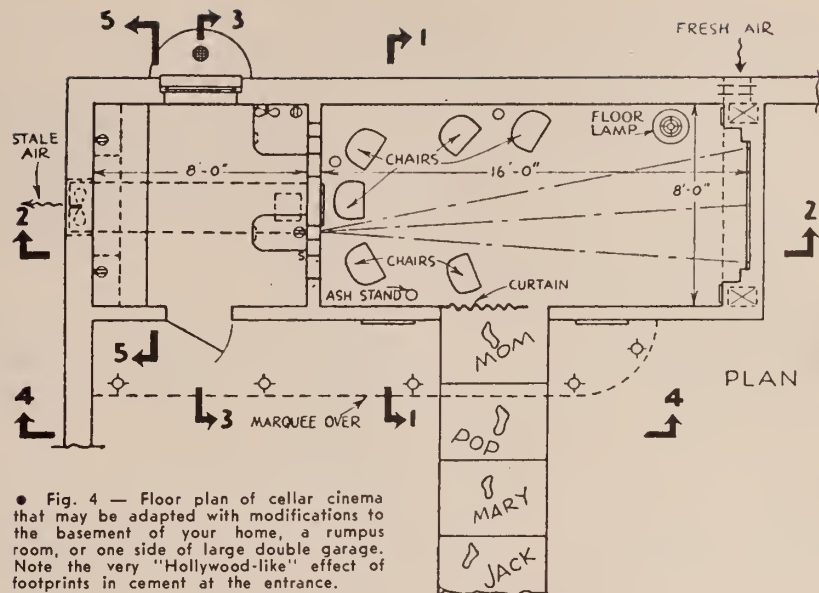 5
3
1
FRESH AIR
STALE AIR
FLOOR LAMP
CHAIRS
8'-0"
16'-0"
8'-0"
2
2
CHAIRS
CURTAIN
ASH STAND
S
MOM
5
PLAN
4
3
MARQUEE OVER
1
4
POP
MARY
JACK
● Fig. 4 — Floor plan of cellar cinema
that may be adapted with modifications to
the basement of your home, a rumpus
room, or one side of large double garage.
Note the very "Hollywood-like" effect of
footprints in cement at the entrance.